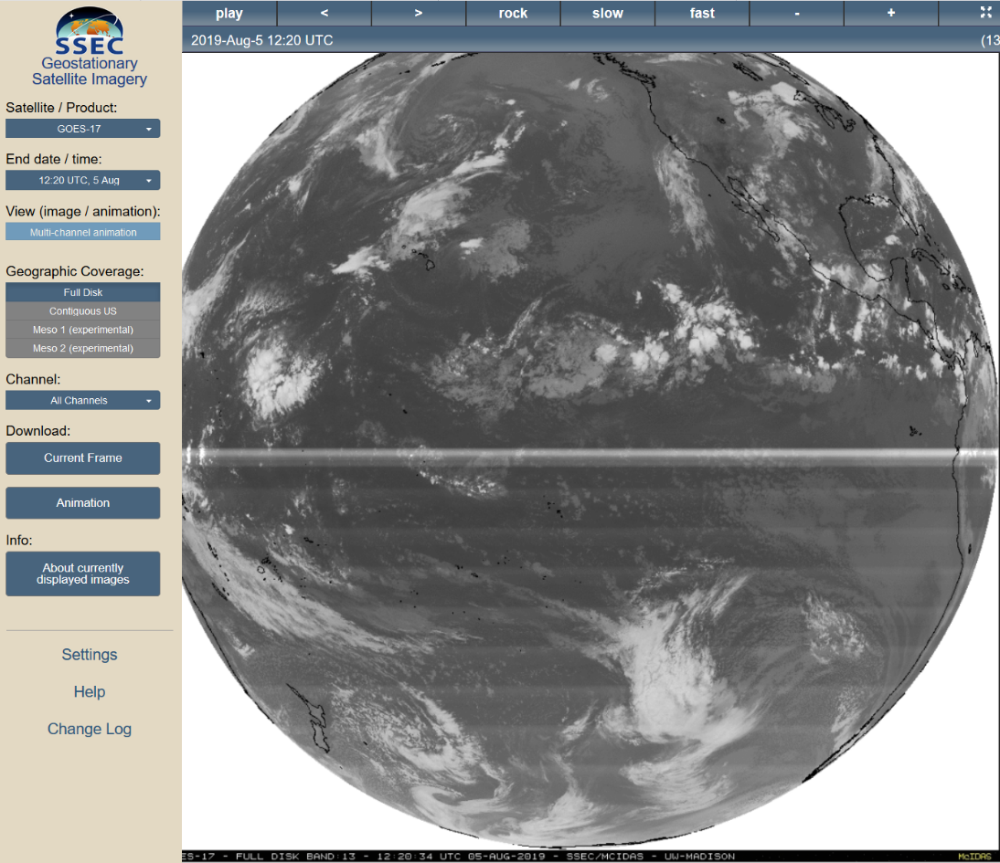 play < > rock slow fast - +
2019-Aug-5 12:20 UTC (13
SSEC
Geostationary
Satellite Imagery
Satellite / Product:
GOES-17
End date / time:
12:20 UTC, 5 Aug
View (image / animation):
Multi-channel animation
Geographic Coverage:
Full Disk
Contiguous US
Meso 1 (experimental)
Meso 2 (experimental)
Channel:
All Channels
Download:
Current Frame
Animation
Info:
About currently
displayed images
Settings
Help
Change Log
ES-17 - FULL DISK BAND:13 - 12:20:34 UTC 05-AUG-2019 - SSEC/MCIDAS - UW-MADISON McIDAS